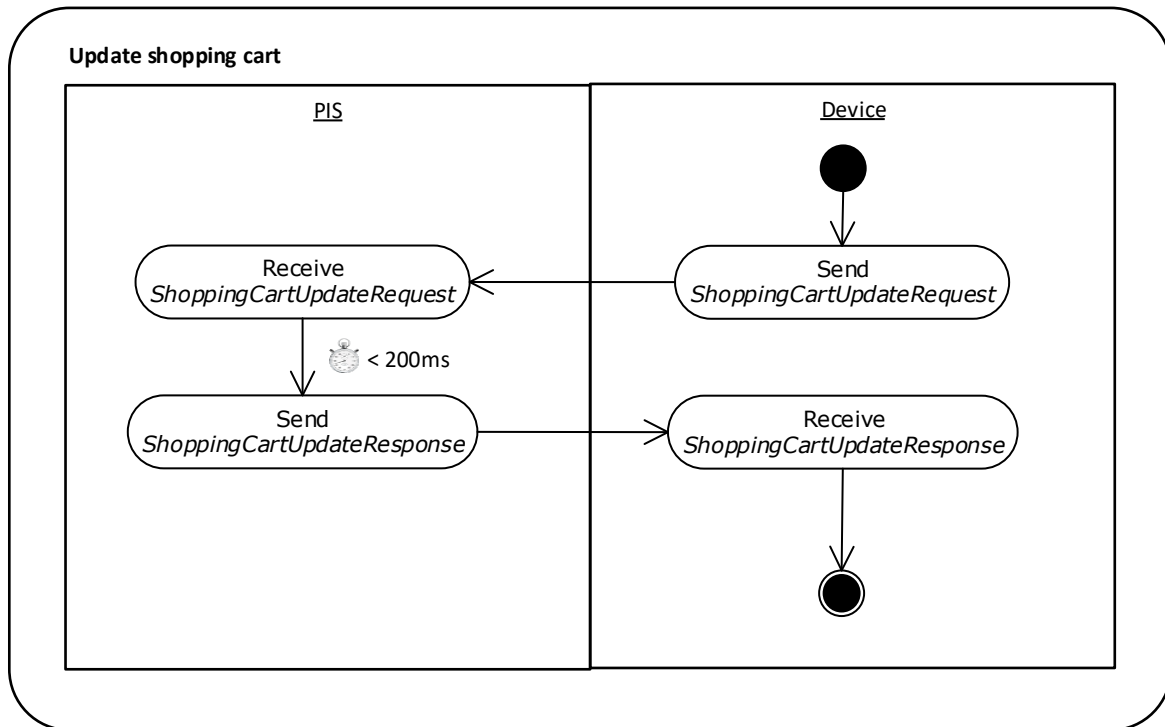 Update shopping cart
PIS
Device
Receive
ShoppingCartUpdateRequest
Send
ShoppingCartUpdateRequest
< 200ms
Send
ShoppingCartUpdateResponse
Receive
ShoppingCartUpdateResponse